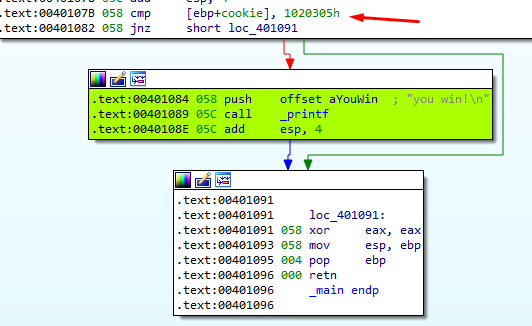 .text:0040107B 058 cmp [ebp+cookie], 1020305h
.text:00401082 058 jnz short loc_401091
.text:00401084 058 push offset aYouWin ; "you win!\n"
.text:00401089 05C call _printf
.text:0040108E 05C add esp, 4
.text:00401091
.text:00401091 loc_401091:
.text:00401091 058 xor eax, eax
.text:00401093 058 mov esp, ebp
.text:00401095 004 pop ebp
.text:00401096 000 retn
.text:00401096 _main endp
.text:00401096